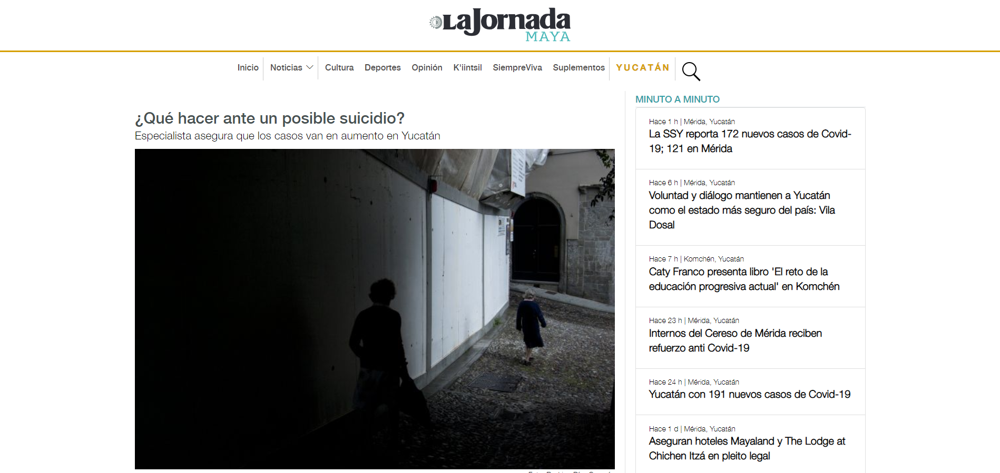 LaJornada
MAYA
Inicio Noticias Cultura Deportes Opinión K'iintsil SiempreViva Suplementos YUCATÁN
¿Qué hacer ante un posible suicidio?
Especialista asegura que los casos van en aumento en Yucatán
MINUTO A MINUTO
Hace 1 h | Mérida, Yucatán
La SSY reporta 172 nuevos casos de Covid-
19; 121 en Mérida
Hace 6 h | Mérida, Yucatán
Voluntad y diálogo mantienen a Yucatán
como el estado más seguro del país: Vila
Dosal
Hace 7 h | Komchén, Yucatán
Caty Franco presenta libro 'El reto de la
educación progresiva actual' en Komchén
Hace 23 h | Mérida, Yucatán
Internos del Cereso de Mérida reciben
refuerzo anti Covid-19
Hace 24 h | Mérida, Yucatán
Yucatán con 191 nuevos casos de Covid-19
Hace 1 d | Mérida, Yucatán
Aseguran hoteles Mayaland y The Lodge at
Chichen Itzá en pleito legal